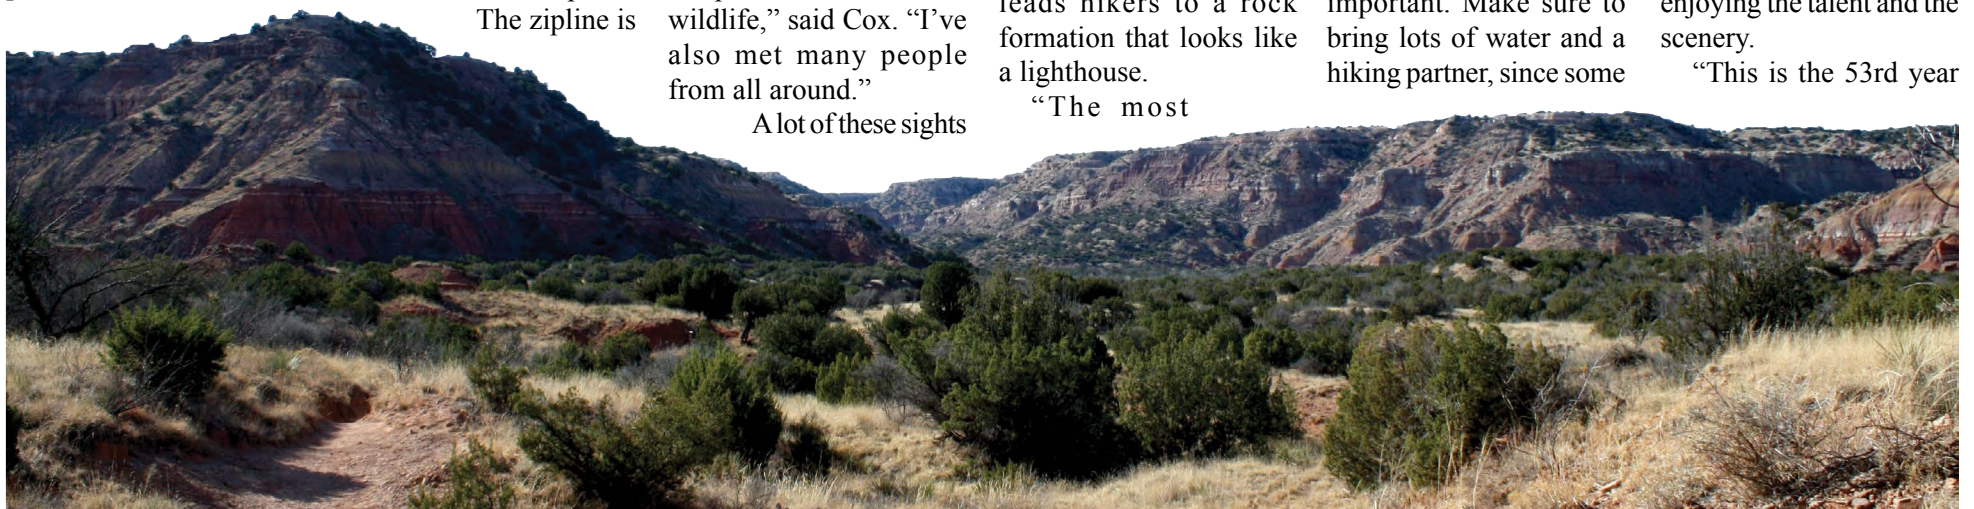 The zipline is
wildlife,” said Cox. “I’ve
also met many people
from all around.”
A lot of these sights
leads hikers to a rock
formation that looks like
a lighthouse.
“The most
important. Make sure to
bring lots of water and a
hiking partner, since some
enjoying the talent and the
scenery.
“This is the 53rd year